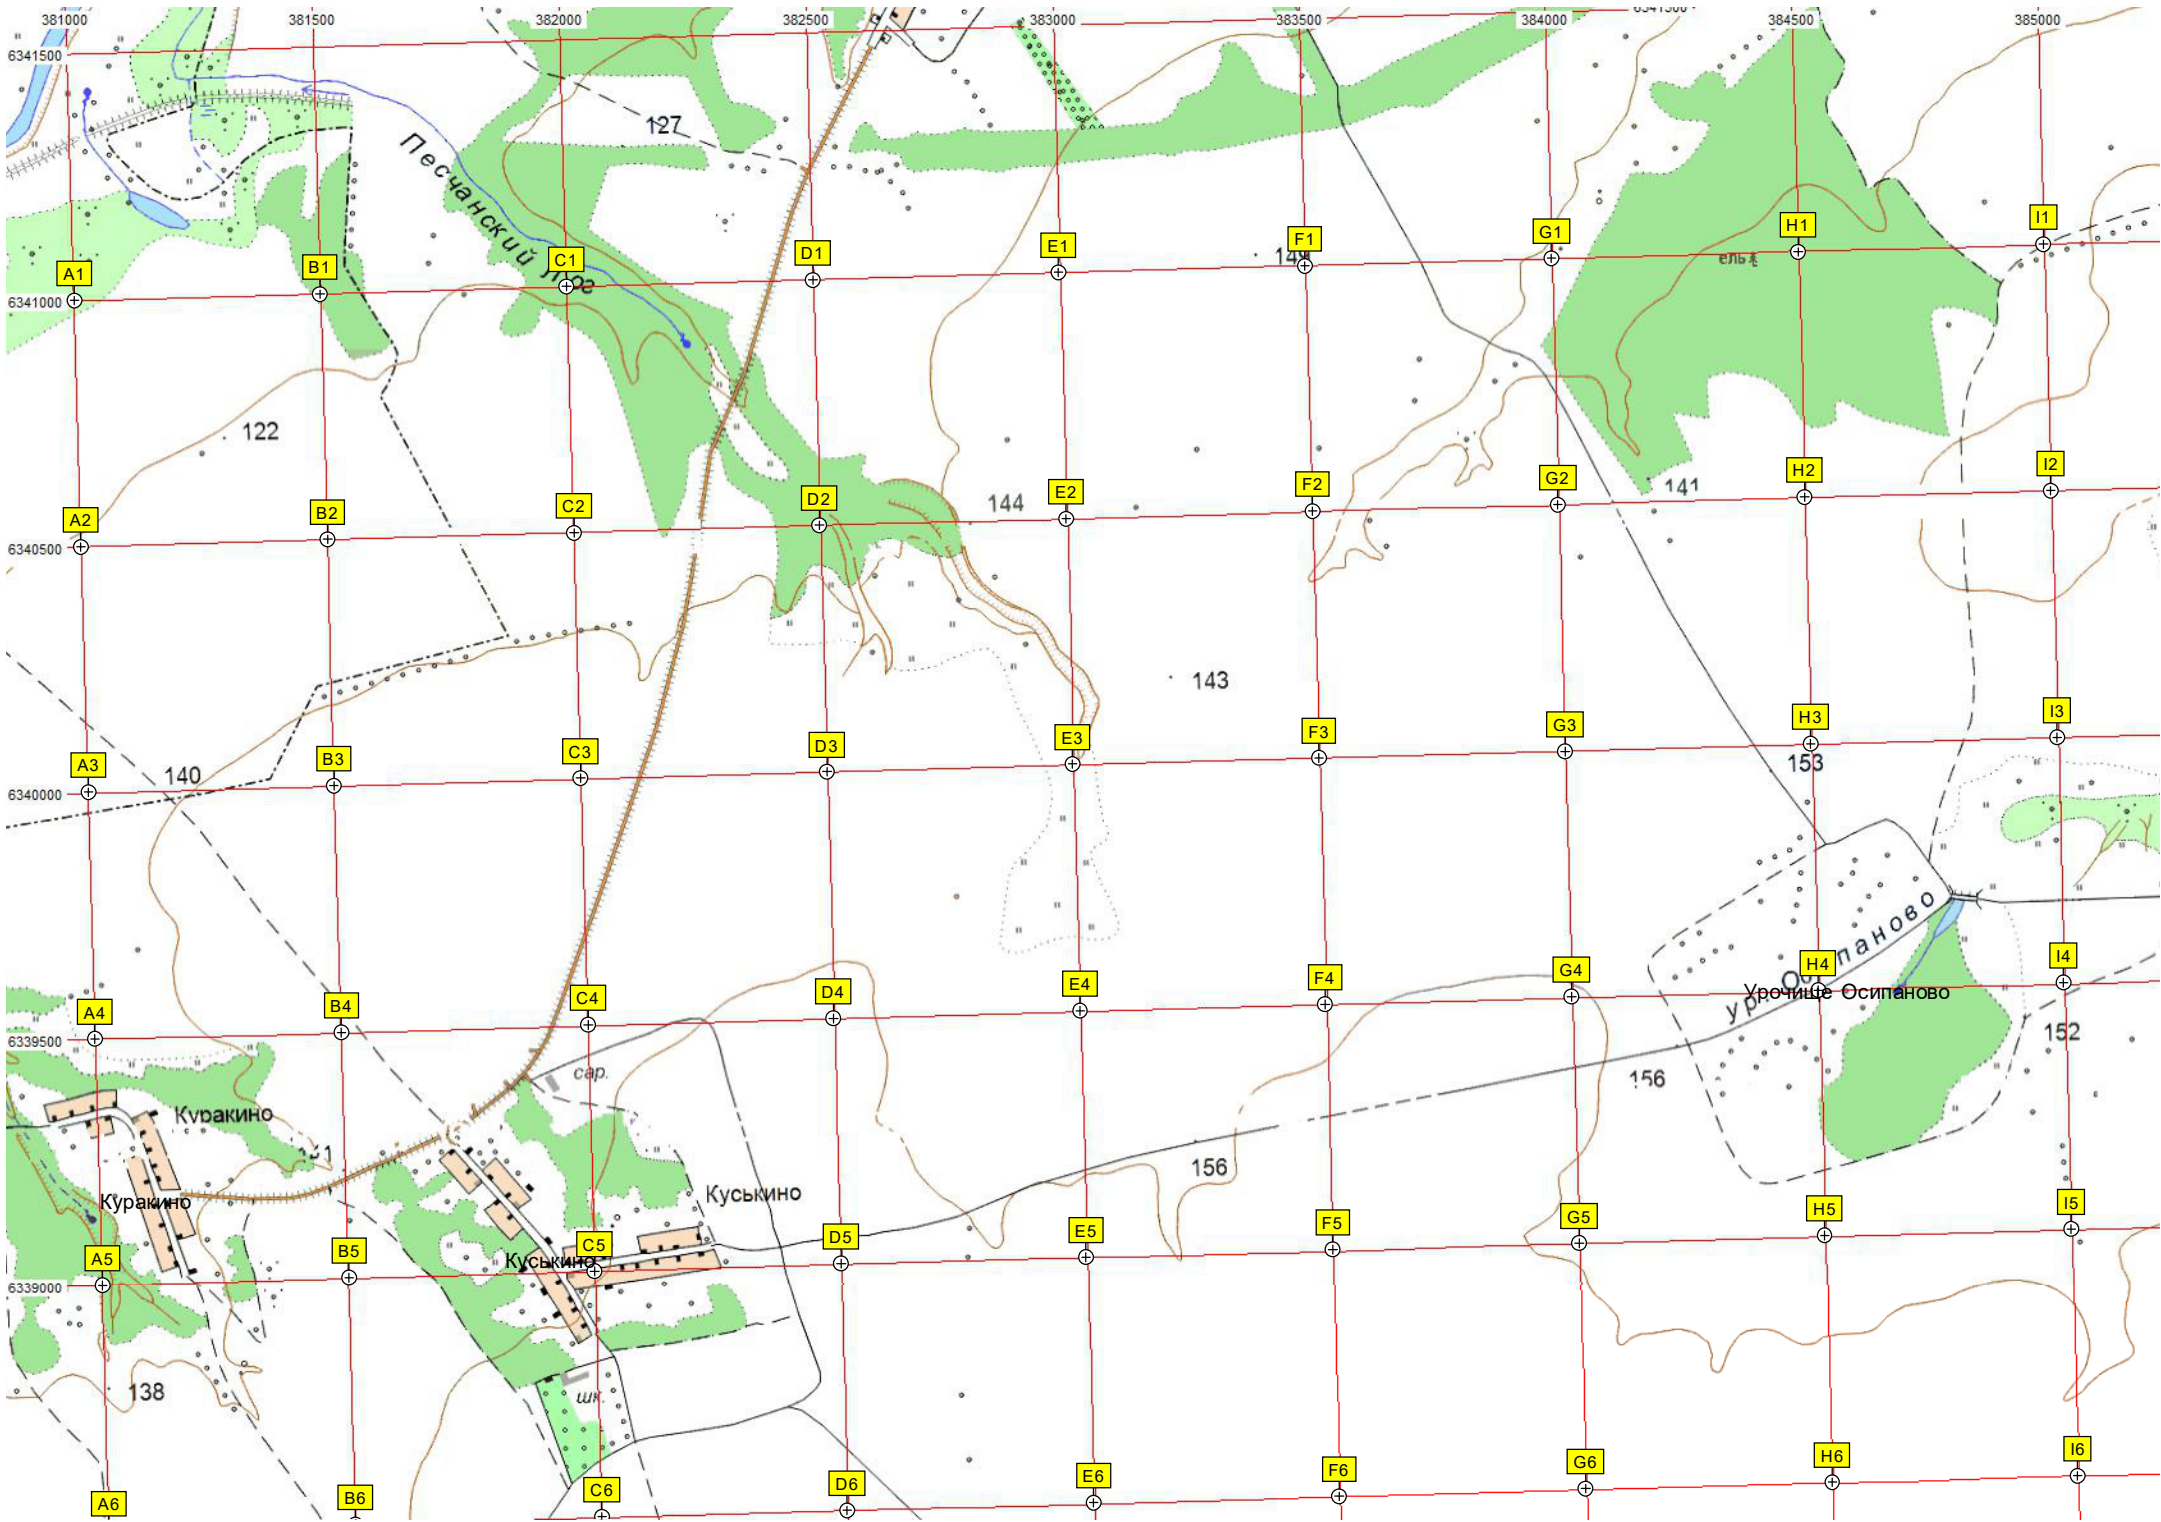 381000 381500 382000 382500 383000 383500 384000 384500 385000
6341500
127
Песчанский лог
A1 B1 C1 D1 E1 F1 G1 H1 I1
149
ель
6341000
122
A2 B2 C2 D2 E2 F2 G2 H2 I2
144
141
6340500
143
A3 B3 C3 D3 E3 F3 G3 H3 I3
140
153
6340000
A4 B4 C4 D4 E4 F4 G4 H4 I4
Урочище Осипаново
152
6339500
сар.
156
Куракино
156
Куськино
Куракино
A5 B5 C5 D5 E5 F5 G5 H5 I5
Куськино
6339000
138
шк.
A6 B6 C6 D6 E6 F6 G6 H6 I6